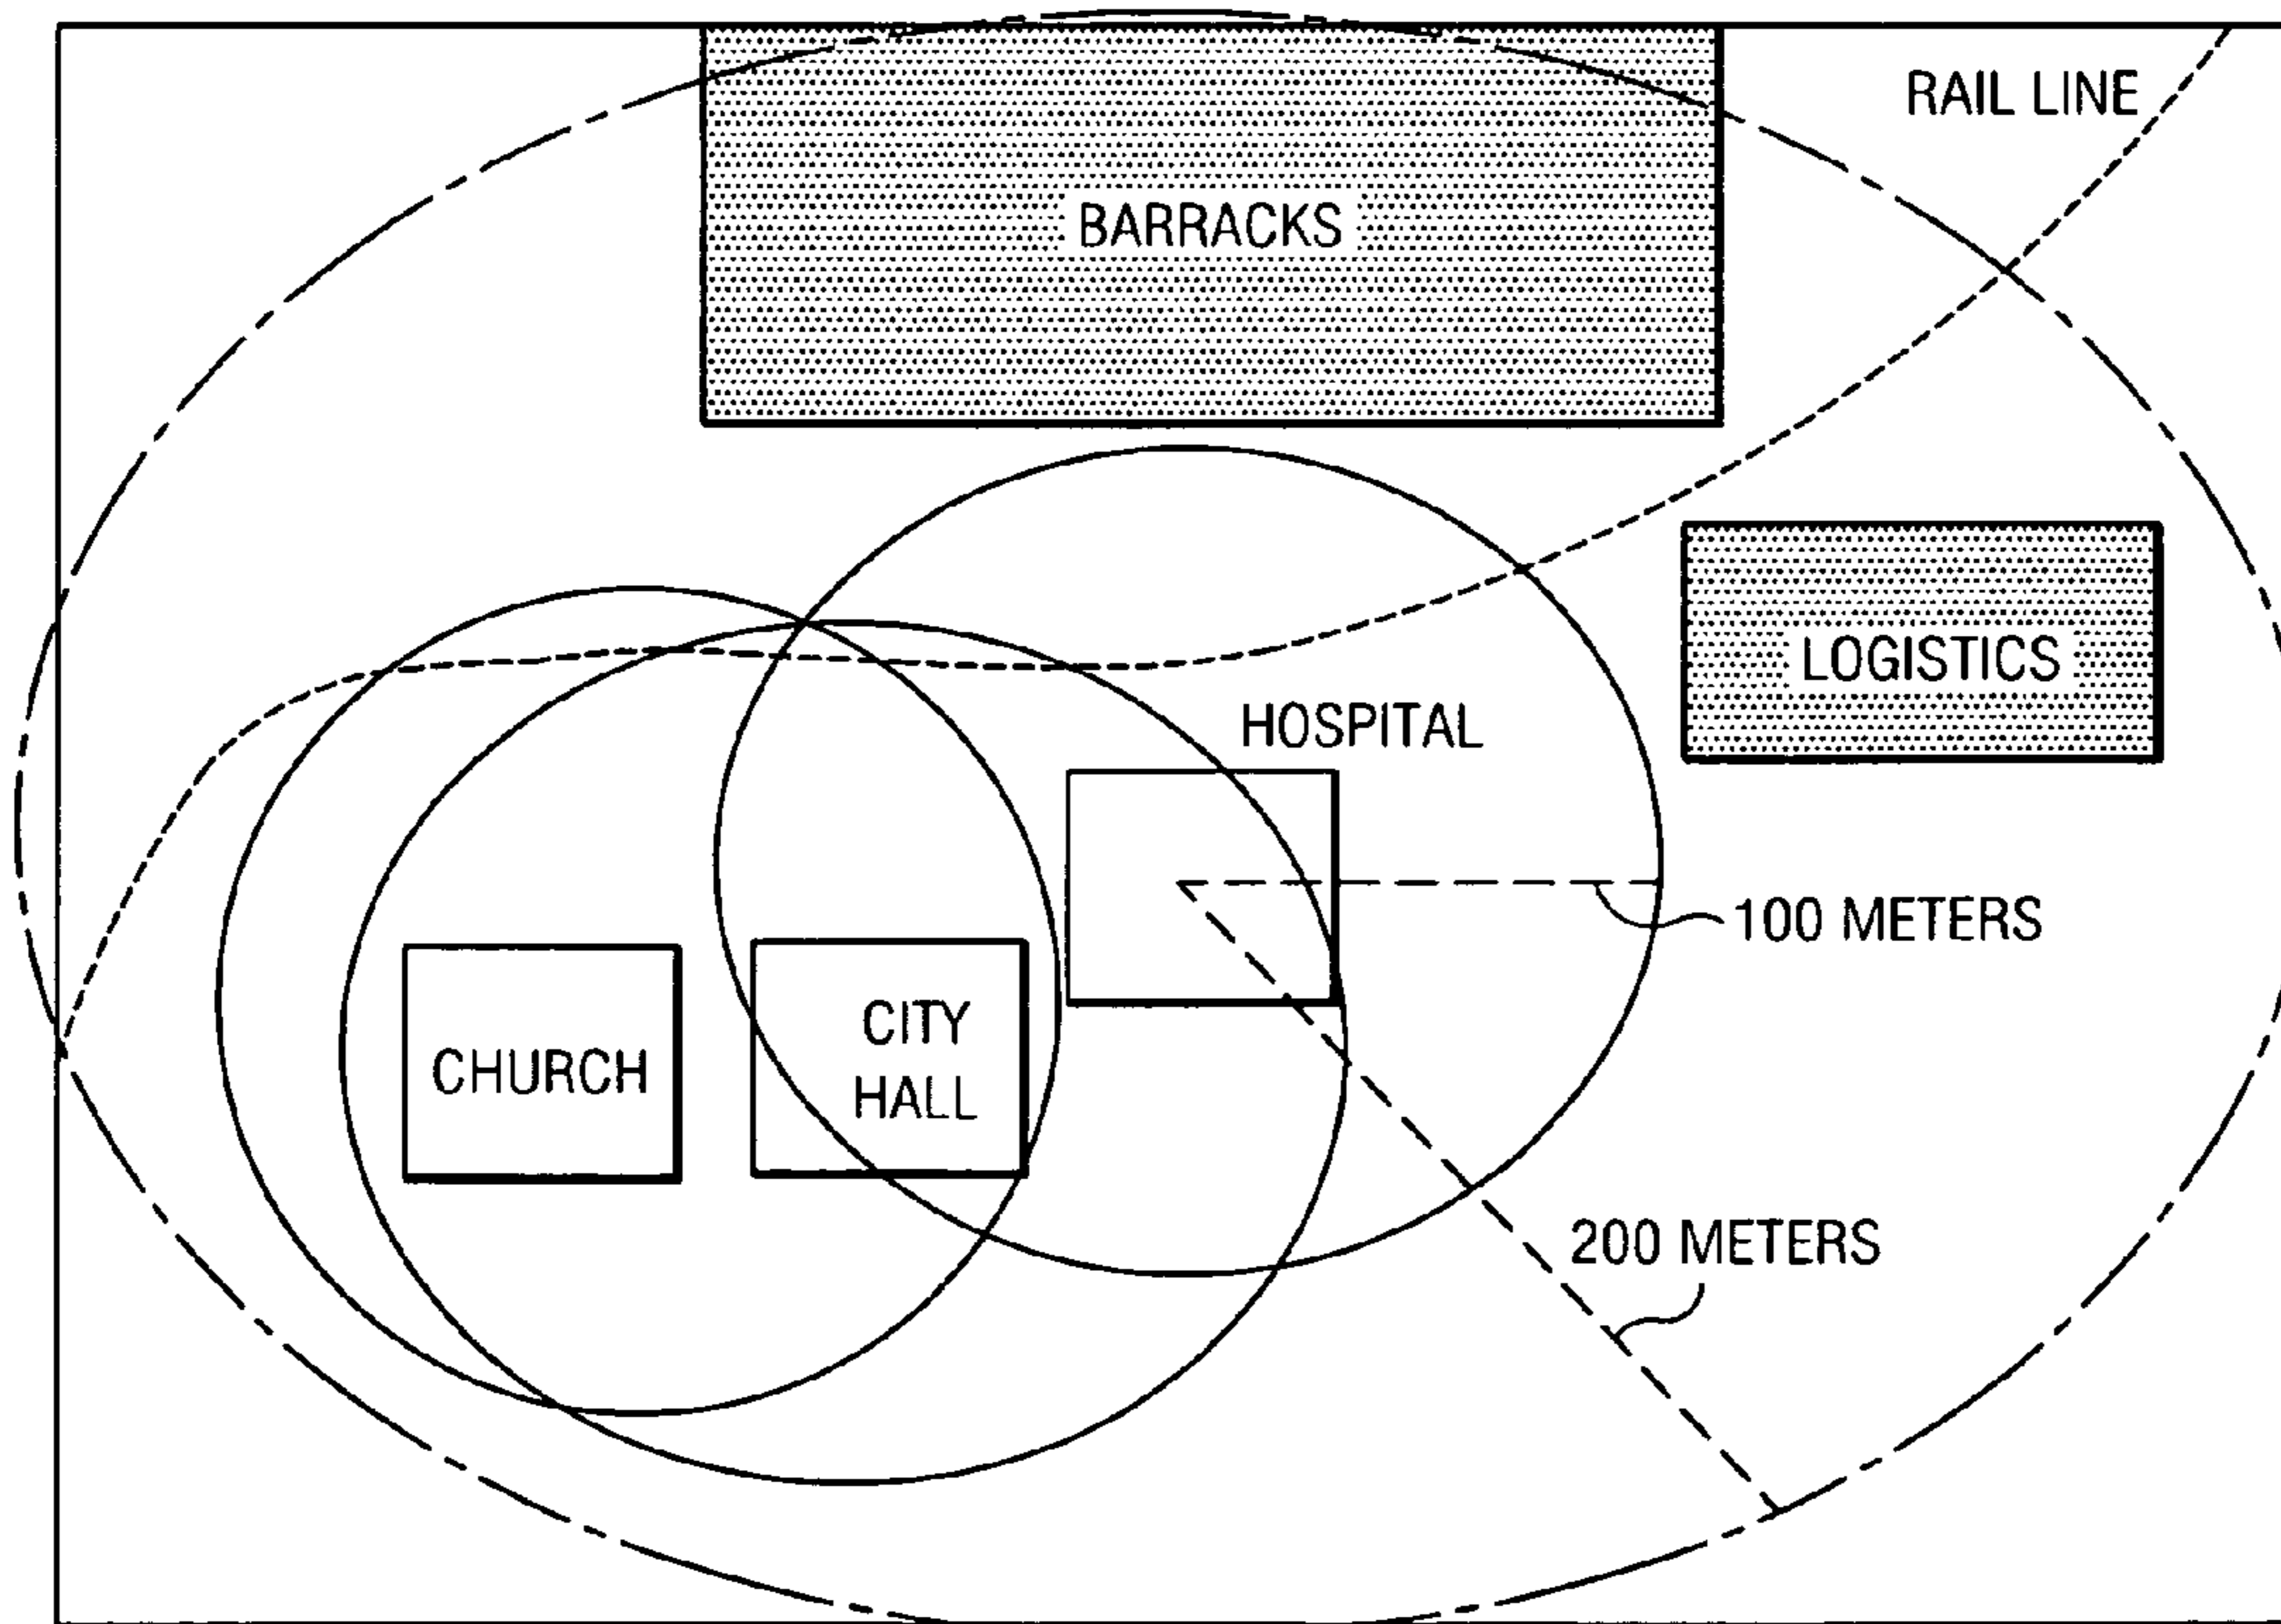 RAIL LINE
BARRACKS
LOGISTICS
HOSPITAL
100 METERS
CITY
HALL
CHURCH
200 METERS